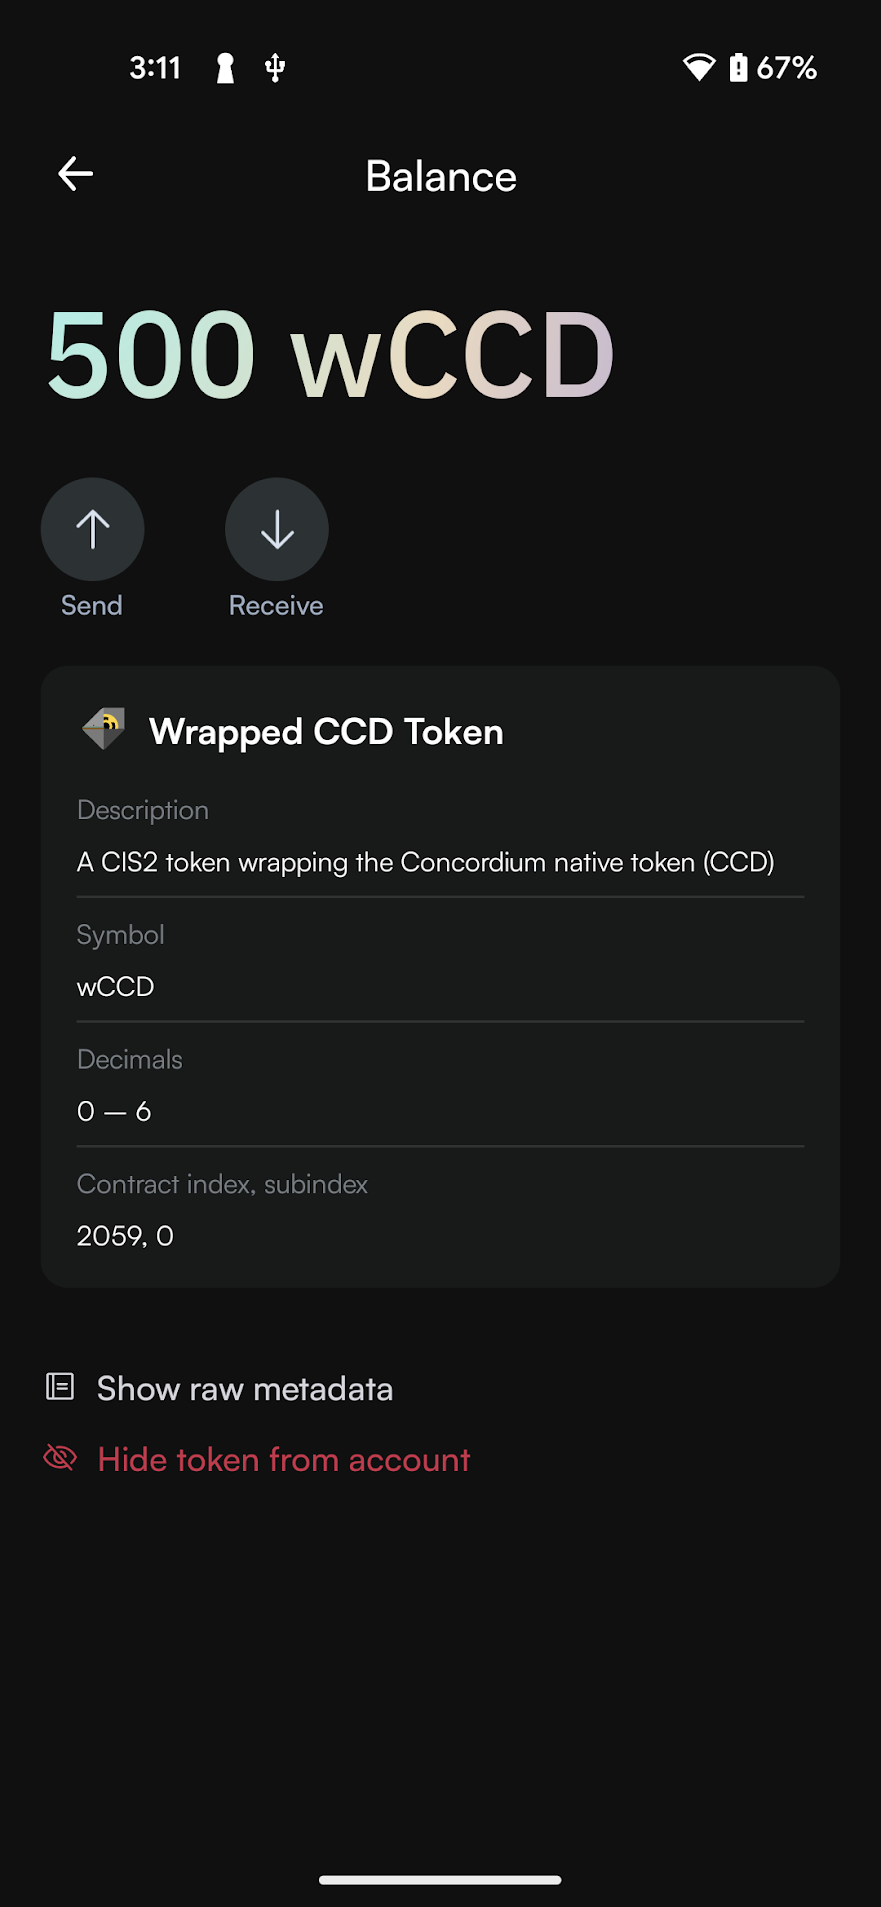 3:11
67%
Balance
500 wCCD
Send
Receive
Wrapped CCD Token
Description
A CIS2 token wrapping the Concordium native token (CCD)
Symbol
wCCD
Decimals
0 — 6
Contract index, subindex
2059, 0
Show raw metadata
Hide token from account